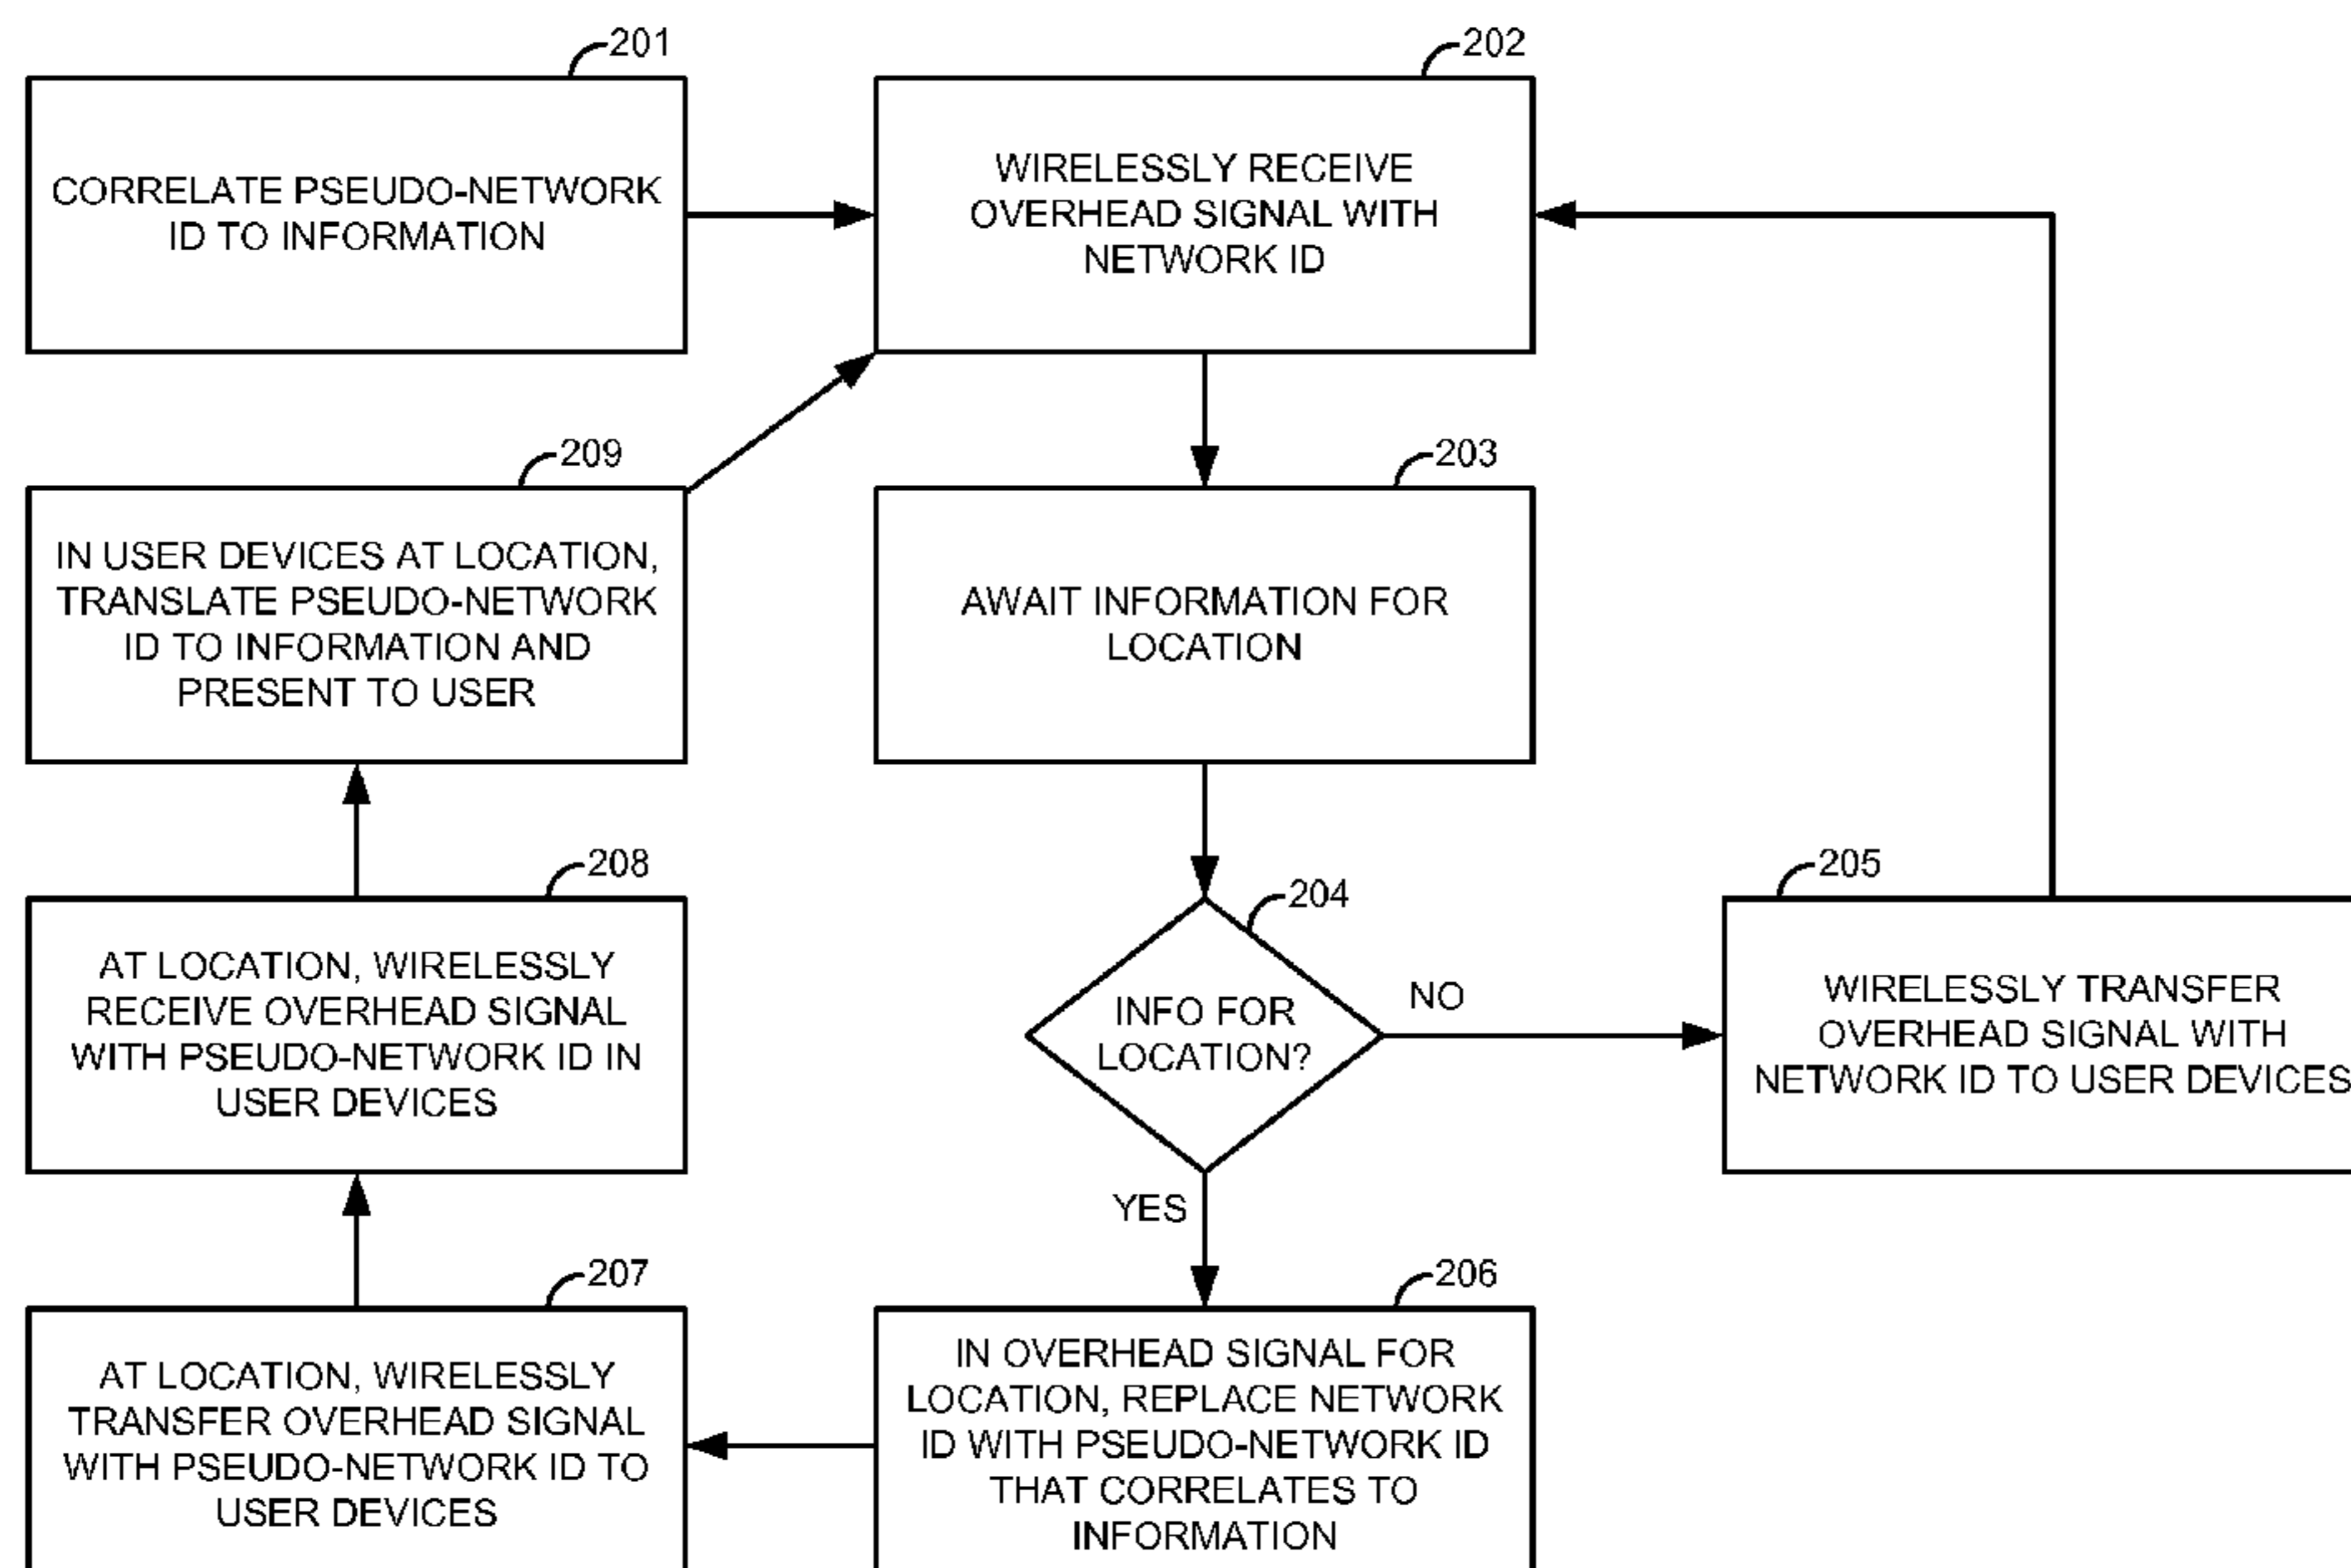 201
CORRELATE PSEUDO-NETWORK
ID TO INFORMATION
202
WIRELESSLY RECEIVE
OVERHEAD SIGNAL WITH
NETWORK ID
209
IN USER DEVICES AT LOCATION,
TRANSLATE PSEUDO-NETWORK
ID TO INFORMATION AND
PRESENT TO USER
203
AWAIT INFORMATION FOR
LOCATION
208
AT LOCATION, WIRELESSLY
RECEIVE OVERHEAD SIGNAL
WITH PSEUDO-NETWORK ID IN
USER DEVICES
204
INFO FOR
LOCATION?
NO
YES
205
WIRELESSLY TRANSFER
OVERHEAD SIGNAL WITH
NETWORK ID TO USER DEVICES
207
AT LOCATION, WIRELESSLY
TRANSFER OVERHEAD SIGNAL
WITH PSEUDO-NETWORK ID TO
USER DEVICES
206
IN OVERHEAD SIGNAL FOR
LOCATION, REPLACE NETWORK
ID WITH PSEUDO-NETWORK ID
THAT CORRELATES TO
INFORMATION